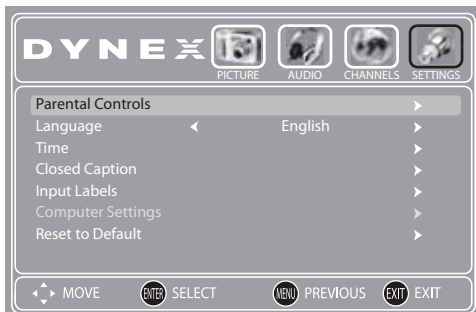 DYNEX
PICTURE AUDIO CHANNELS SETTINGS
Parental Controls
Language English
Time
Closed Caption
Input Labels
Computer Settings
Reset to Default
MOVE ENTER SELECT MENU PREVIOUS EXIT EXIT